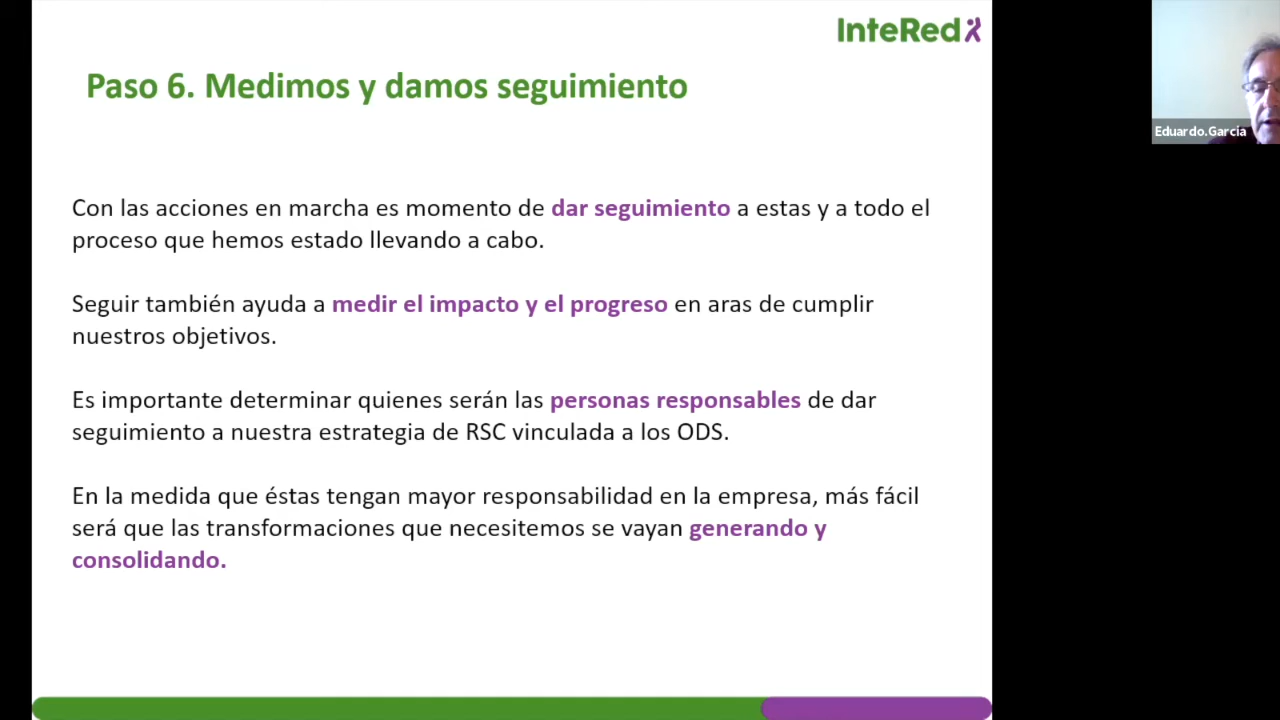 InteRed
Paso 6. Medimos y damos seguimiento
Eduardo.García
Con las acciones en marcha es momento de dar seguimiento a estas y a todo el
proceso que hemos estado llevando a cabo.
Seguir también ayuda a medir el impacto y el progreso en aras de cumplir
nuestros objetivos.
Es importante determinar quienes serán las personas responsables de dar
seguimiento a nuestra estrategia de RSC vinculada a los ODS.
En la medida que éstas tengan mayor responsabilidad en la empresa, más fácil
será que las transformaciones que necesitemos se vayan generando y
consolidando.